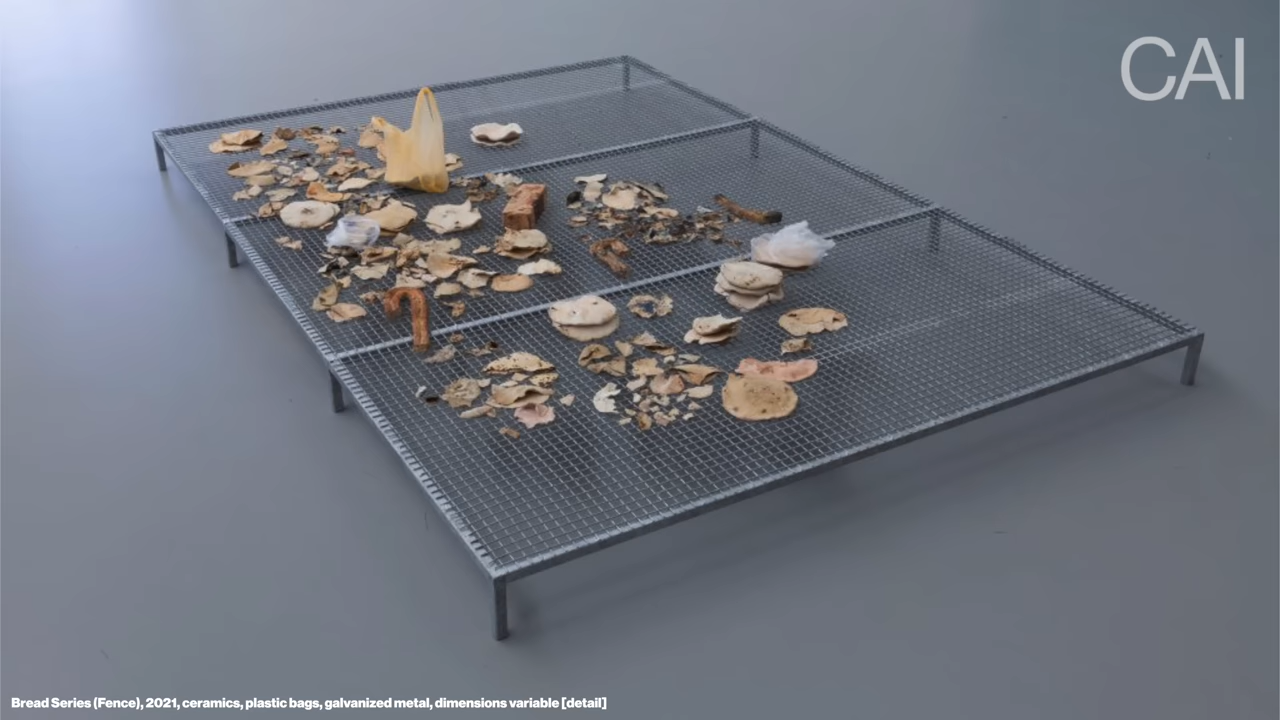 CAI
Bread Series (Fence), 2021, ceramics, plastic bags, galvanized metal, dimensions variable [detail]